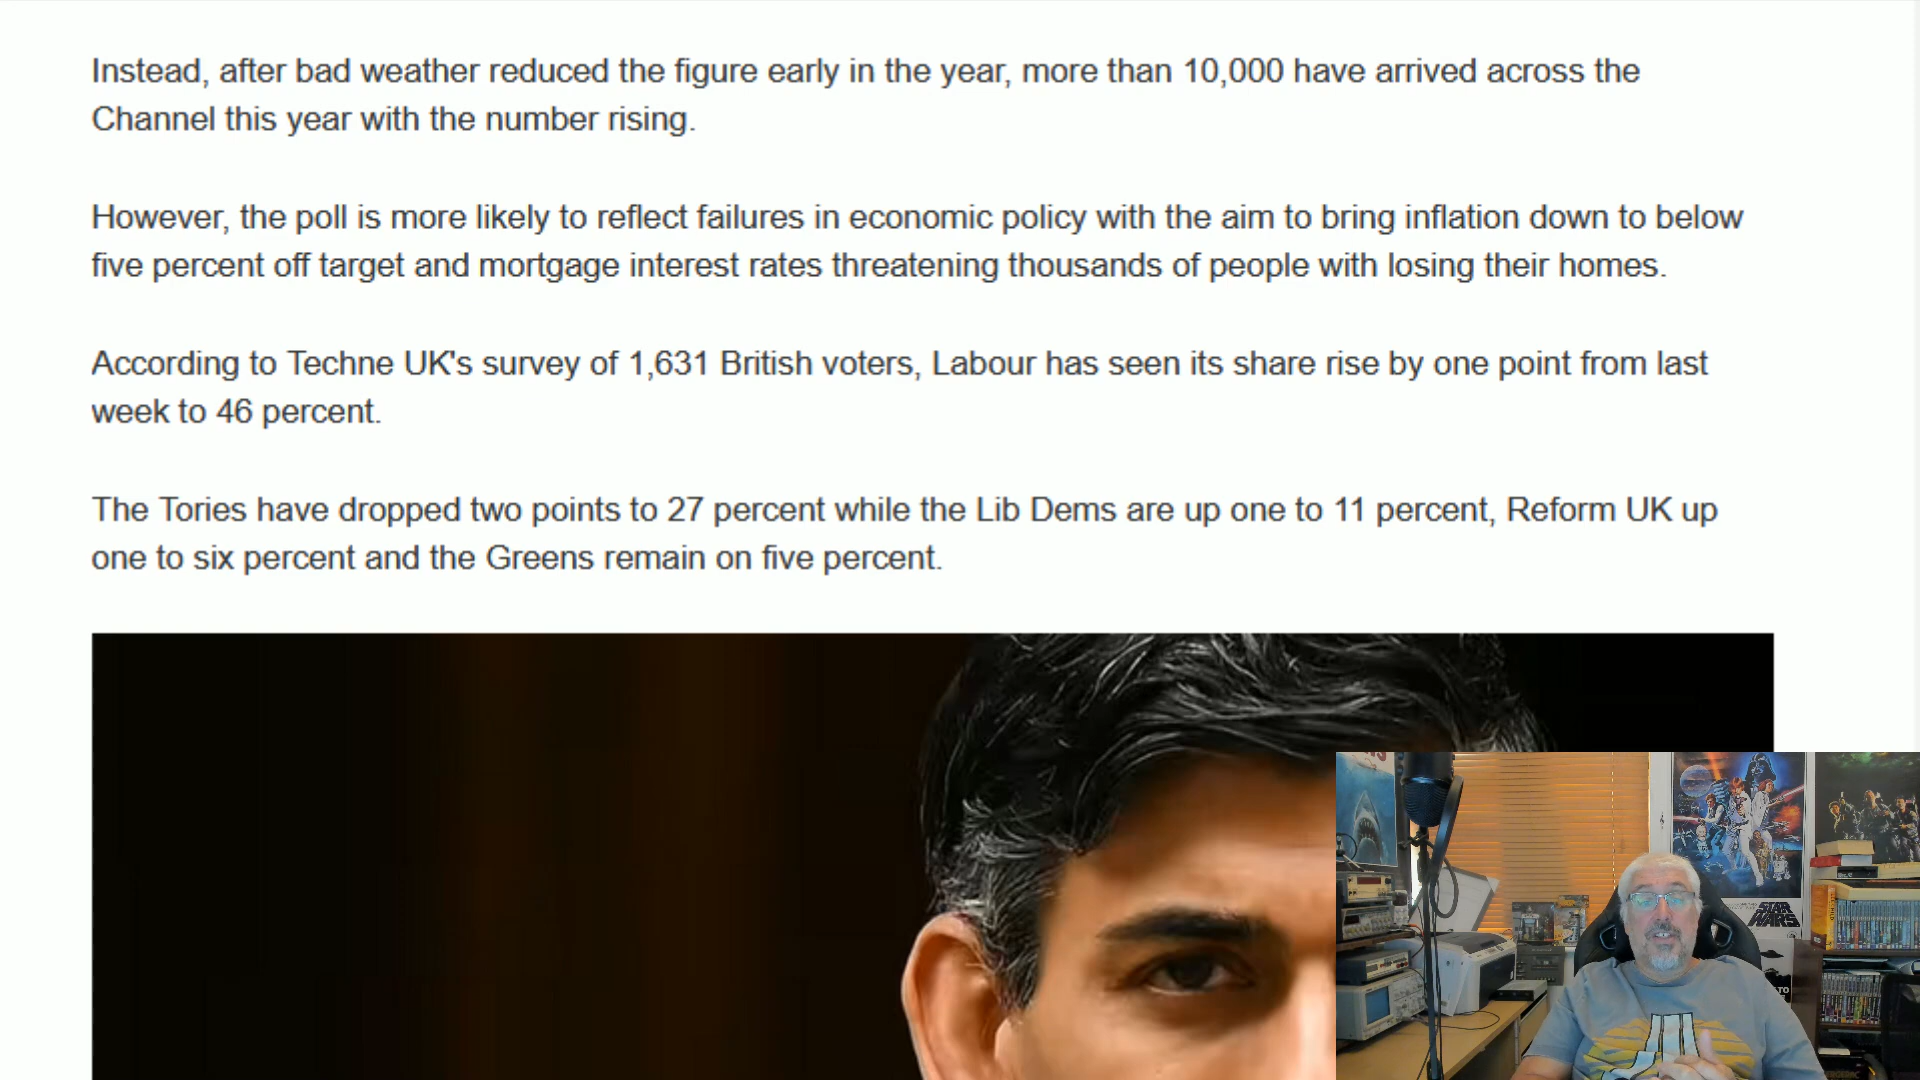 Instead, after bad weather reduced the figure early in the year, more than 10,000 have arrived across the
Channel this year with the number rising.
However, the poll is more likely to reflect failures in economic policy with the aim to bring inflation down to below
five percent off target and mortgage interest rates threatening thousands of people with losing their homes.
According to Techne UK's survey of 1,631 British voters, Labour has seen its share rise by one point from last
week to 46 percent.
The Tories have dropped two points to 27 percent while the Lib Dems are up one to 11 percent, Reform UK up
one to six percent and the Greens remain on five percent.
STAR
WARS